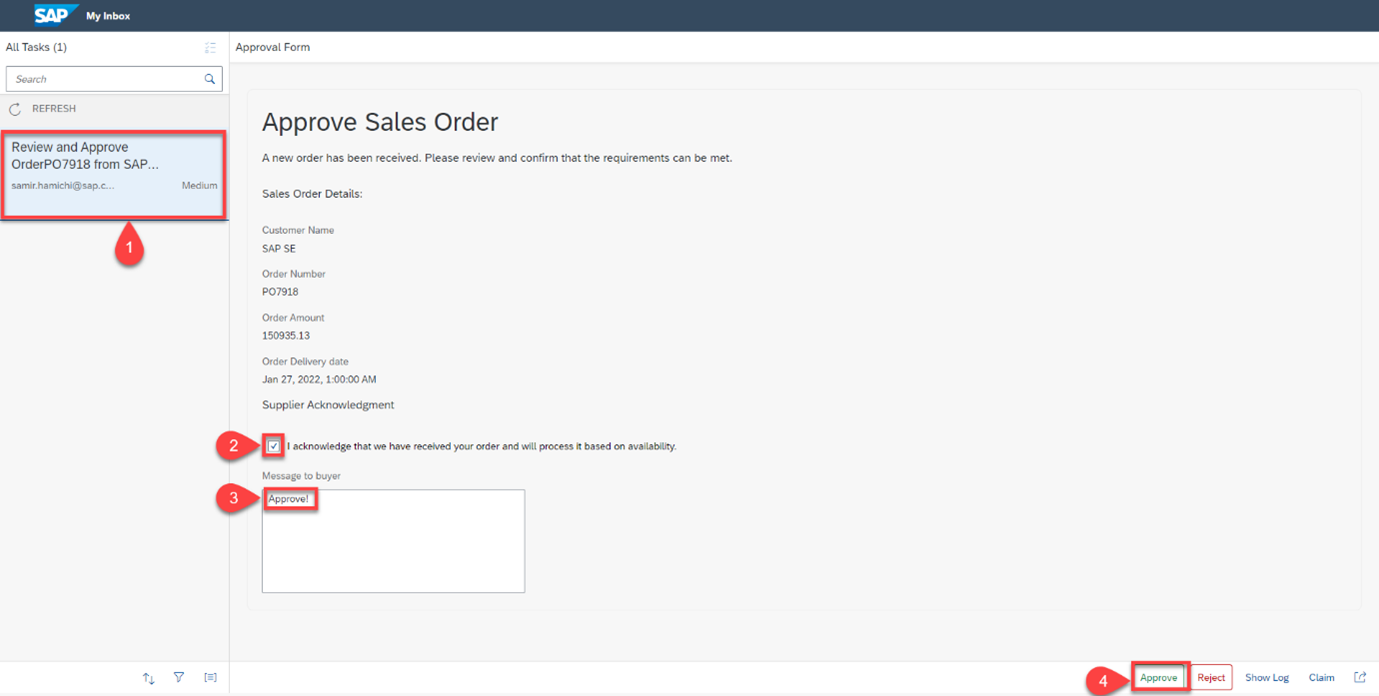 SAP My Inbox
All Tasks (1)
Search
REFRESH
Review and Approve
OrderPO7918 from SAP...
samir.hamichi@sap.c... Medium
1
Approval Form
Approve Sales Order
A new order has been received. Please review and confirm that the requirements can be met.
Sales Order Details:
Customer Name
SAP SE
Order Number
PO7918
Order Amount
150935.13
Order Delivery date
Jan 27, 2022, 1:00:00 AM
Supplier Acknowledgment
2 I acknowledge that we have received your order and will process it based on availability.
Message to buyer
3 Approve!
4 Approve Reject Show Log Claim